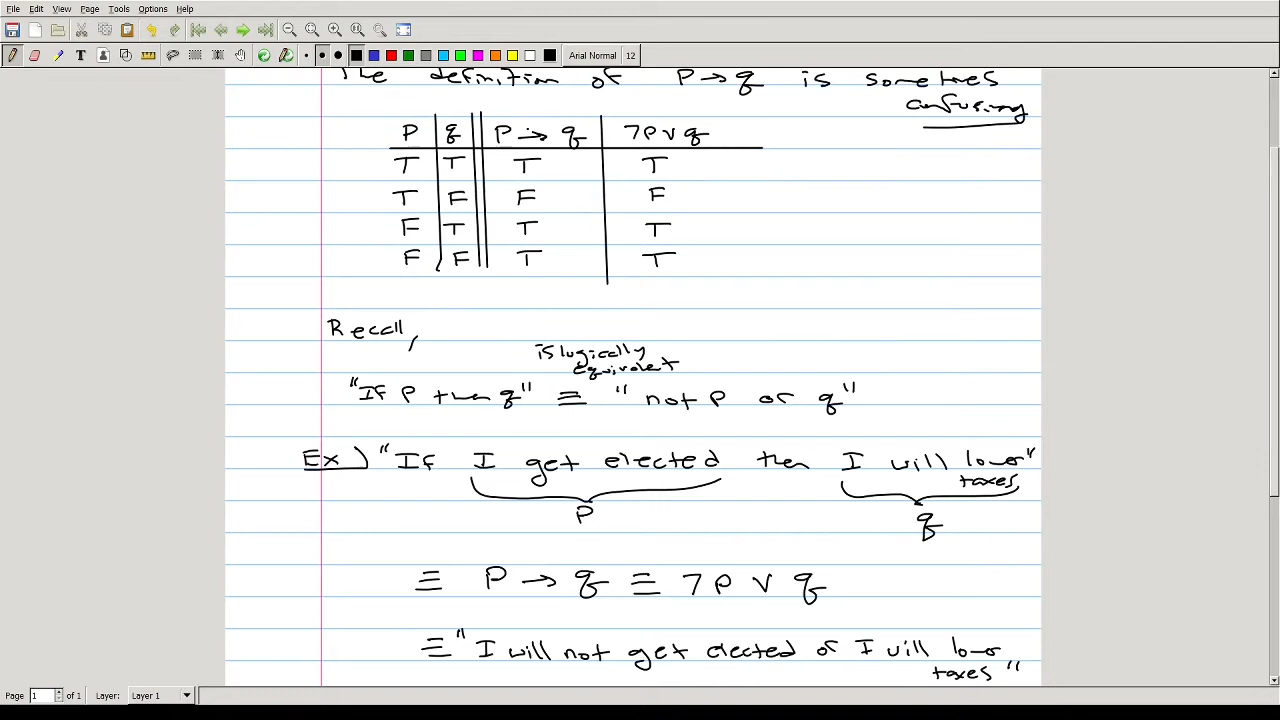 File Edit View Page Tools Options Help
Arial Normal 12
The definition of P → q is sometimes
confusing
P q P → q ¬P ∨ q
T T T T
T F F F
F T T T
F F T T
Recall,
is logically
equivalent
"If P then q" ≡ "not P or q"
Ex) "If I get elected then I will lower
taxes"
P q
≡ P → q ≡ ¬P ∨ q
≡ "I will not get elected or I will lower
taxes"
Page 1 of 1 Layer: Layer 1